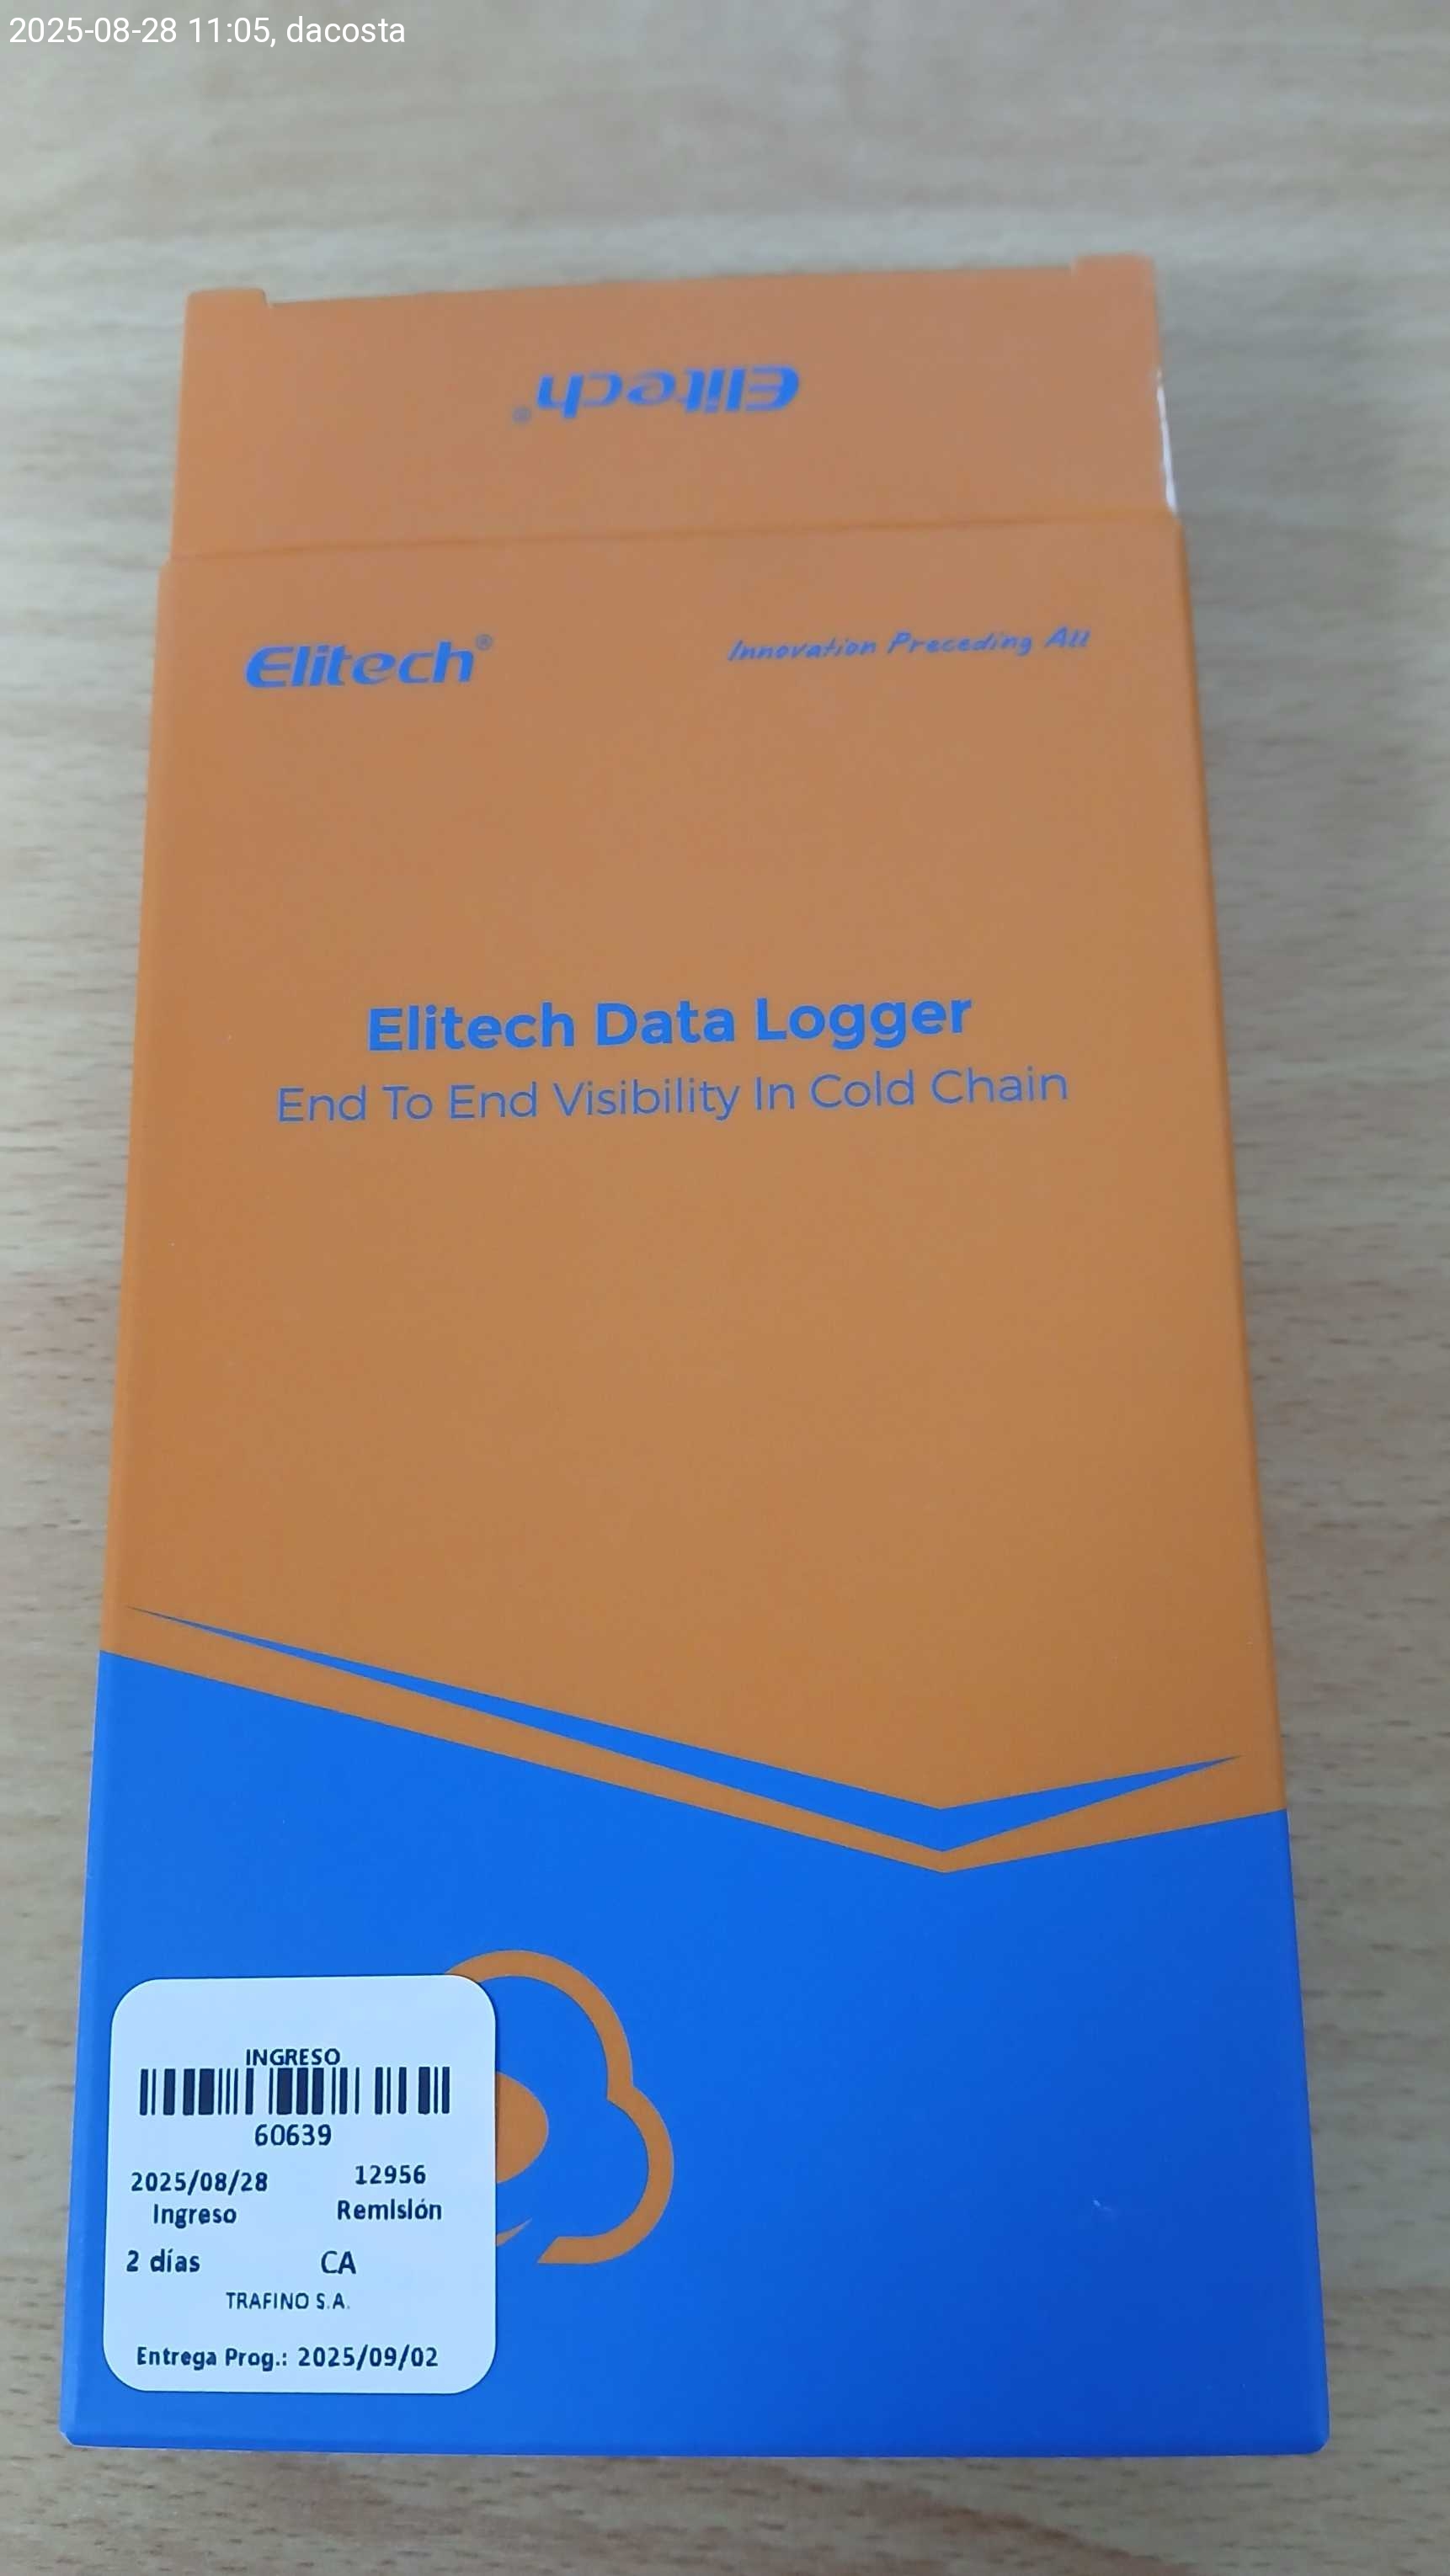 2025-08-28 11:05, dacosta
Elitech®
Elitech® Innovation Preceding All
Elitech Data Logger
End To End Visibility In Cold Chain
INGRESO
60639
2025/08/28 12956
Ingreso Remisión
2 días CA
TRAFINO S.A.
Entrega Prog.: 2025/09/02